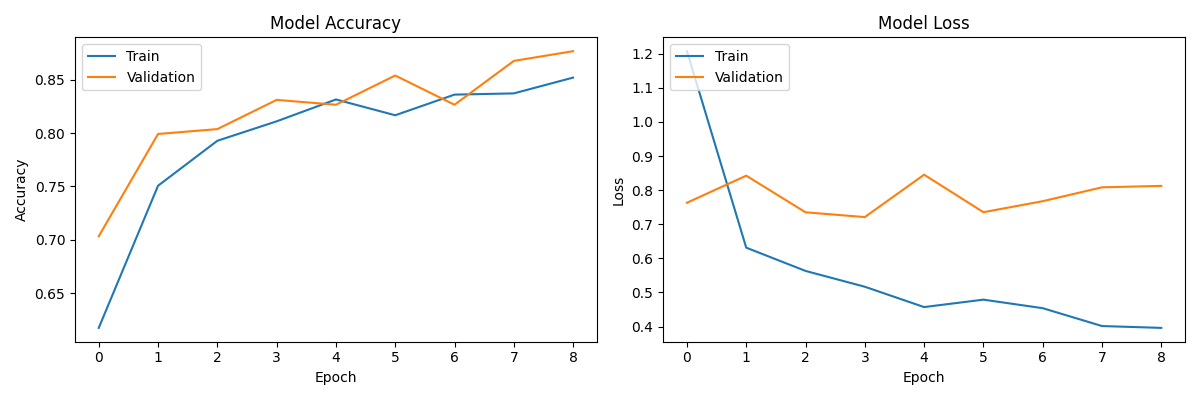 Model Accuracy
Train
Validation
0.85
0.80
0.75
0.70
0.65
Accuracy
0 1 2 3 4 5 6 7 8
Epoch
Model Loss
Train
Validation
1.2
1.1
1.0
0.9
0.8
0.7
0.6
0.5
0.4
Loss
0 1 2 3 4 5 6 7 8
Epoch